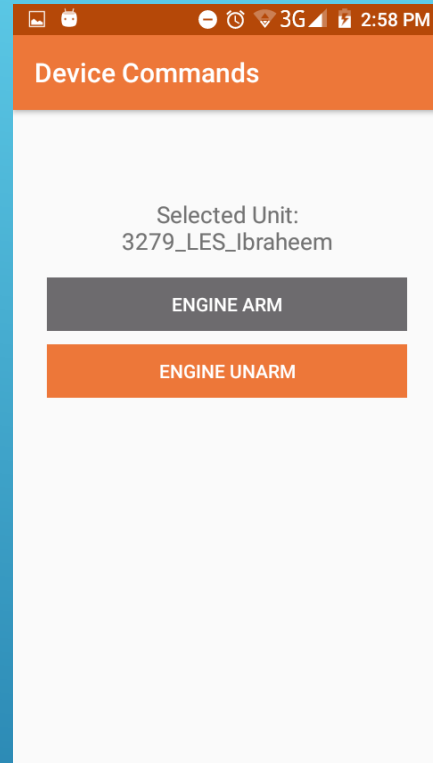 3G 2:58 PM
Device Commands
Selected Unit:
3279_LES_Ibraheem
ENGINE ARM
ENGINE UNARM